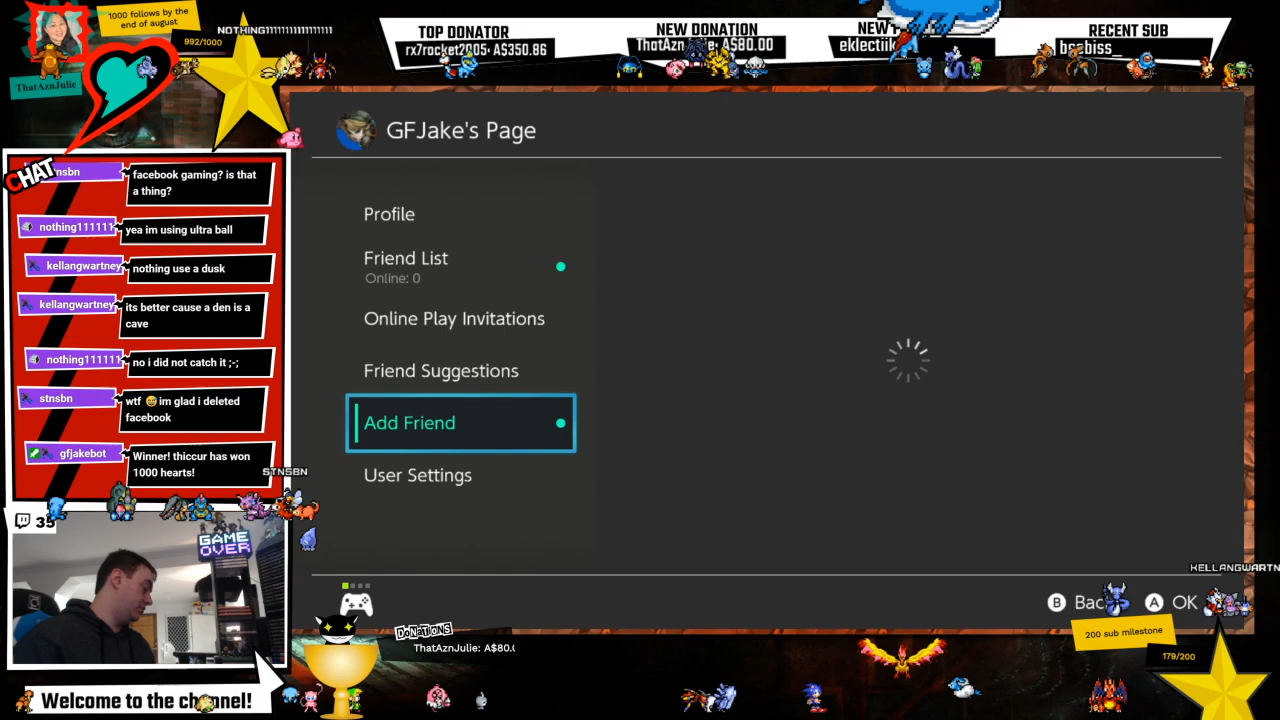 1000 follows by the
end of august
992/1000
NOTHING11111111111111111
ThatAznJulie
TOP DONATOR
rx7rocket2005: A$350.86
NEW DONATION
ThatAznJulie: A$80.00
NEW
eklectiik
RECENT SUB
CHAT
facebook gaming? is that
a thing?
nothing111111
yea im using ultra ball
kellangwartney
nothing use a dusk
kellangwartney
its better cause a den is a
cave
nothing111111
no i did not catch it ;-;
stnsbn
wtf 😅 im glad i deleted
facebook
gfjakebot
Winner! thiccur has won
1000 hearts!
STNSBN
35
GAME
OVER
Welcome to the channel!
GFJake's Page
Profile
Friend List
Online: 0
Online Play Invitations
Friend Suggestions
Add Friend
User Settings
B Back
A OK
KELLANGWARTN
DONATIONS
ThatAznJulie: A$80.
200 sub milestone
179/200